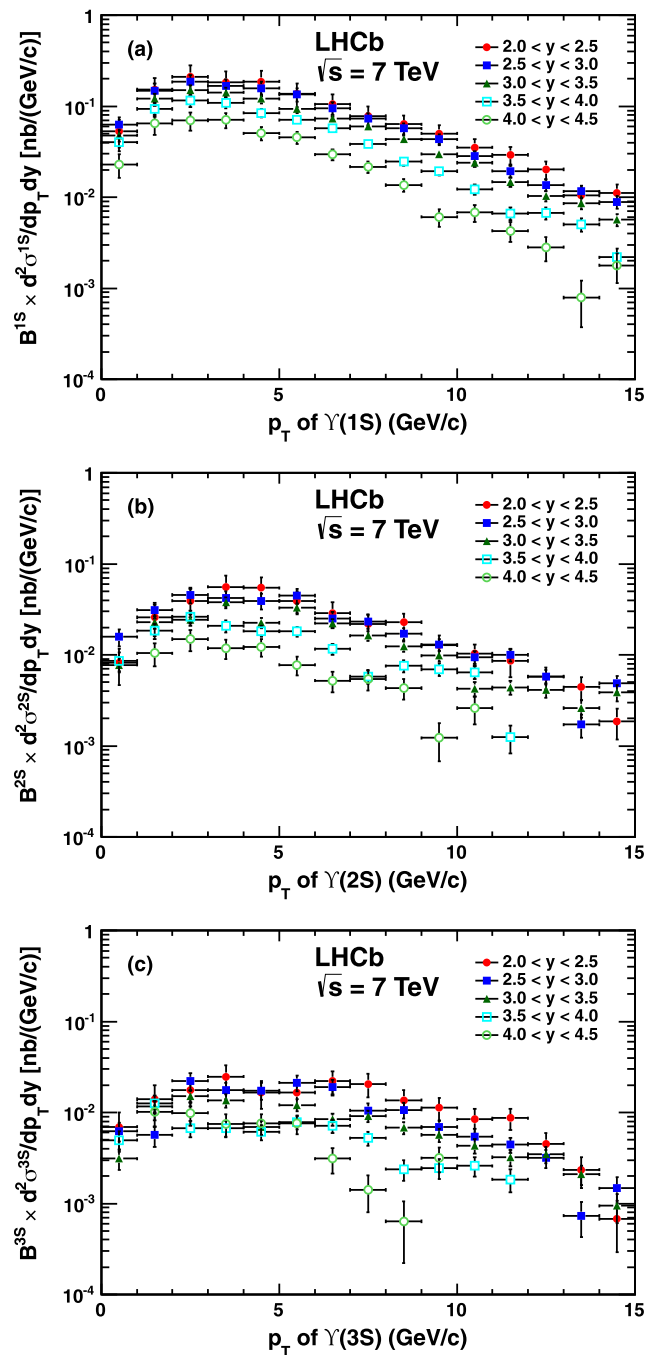 B^1S × d²σ^1S/dp_T dy [nb/(GeV/c)]
1
10^-1
10^-2
10^-3
10^-4
(a)
LHCb
√s = 7 TeV
2.0 < y < 2.5
2.5 < y < 3.0
3.0 < y < 3.5
3.5 < y < 4.0
4.0 < y < 4.5
0 5 10 15
p_T of ϒ(1S) (GeV/c)
B^2S × d²σ^2S/dp_T dy [nb/(GeV/c)]
1
10^-1
10^-2
10^-3
10^-4
(b)
LHCb
√s = 7 TeV
2.0 < y < 2.5
2.5 < y < 3.0
3.0 < y < 3.5
3.5 < y < 4.0
4.0 < y < 4.5
0 5 10 15
p_T of ϒ(2S) (GeV/c)
B^3S × d²σ^3S/dp_T dy [nb/(GeV/c)]
1
10^-1
10^-2
10^-3
10^-4
(c)
LHCb
√s = 7 TeV
2.0 < y < 2.5
2.5 < y < 3.0
3.0 < y < 3.5
3.5 < y < 4.0
4.0 < y < 4.5
0 5 10 15
p_T of ϒ(3S) (GeV/c)